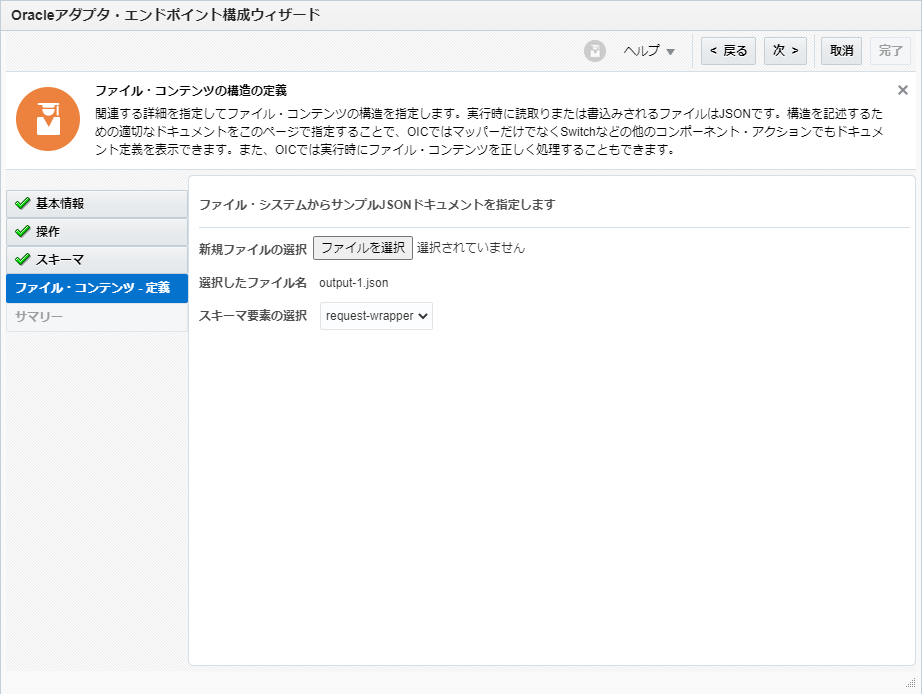 Oracleアダプタ・エンドポイント構成ウィザード
ヘルプ < 戻る 次 > 取消 完了
ファイル・コンテンツの構造の定義
関連する詳細を指定してファイル・コンテンツの構造を指定します。実行時に読取りまたは書込みされるファイルはJSONです。構造を記述するた
めの適切なドキュメントをこのページで指定することで、OICではマッパーだけでなくSwitchなどの他のコンポーネント・アクションでもドキュメ
ント定義を表示できます。また、OICでは実行時にファイル・コンテンツを正しく処理することもできます。
基本情報
操作
スキーマ
ファイル・コンテンツ - 定義
サマリー
ファイル・システムからサンプルJSONドキュメントを指定します
新規ファイルの選択 ファイルを選択 選択されていません
選択したファイル名 output-1.json
スキーマ要素の選択 request-wrapper